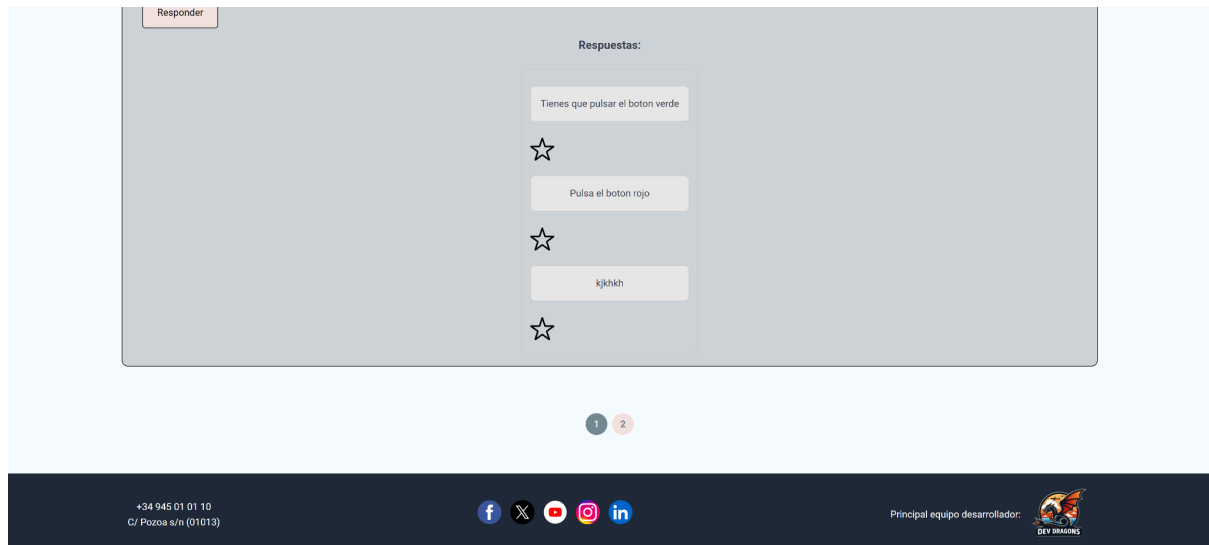 Responder
Respuestas:
Tienes que pulsar el boton verde
Pulsa el boton rojo
kjkhkh
1 2
+34 945 01 01 10
C/ Pozoa s/n (01013)
Principal equipo desarrollador:
DEV DRAGONS